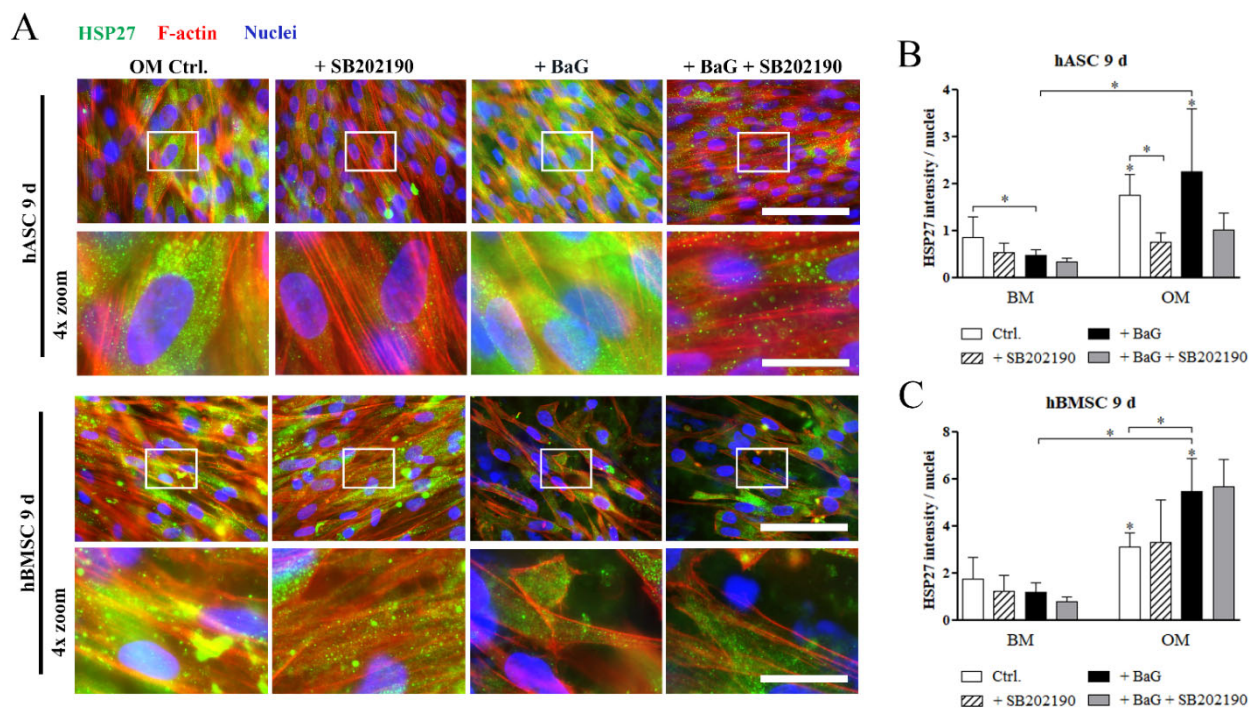 A
HSP27 F-actin Nuclei
OM Ctrl. + SB202190 + BaG + BaG + SB202190
hASC 9 d
4x zoom
hBMSC 9 d
4x zoom
B
hASC 9 d
HSP27 intensity / nuclei
4
3
2
1
0
* * * * *
BM OM
Ctrl. + BaG
+ SB202190 + BaG + SB202190
C
hBMSC 9 d
HSP27 intensity / nuclei
8
6
4
2
0
* * * *
BM OM
Ctrl. + BaG
+ SB202190 + BaG + SB202190